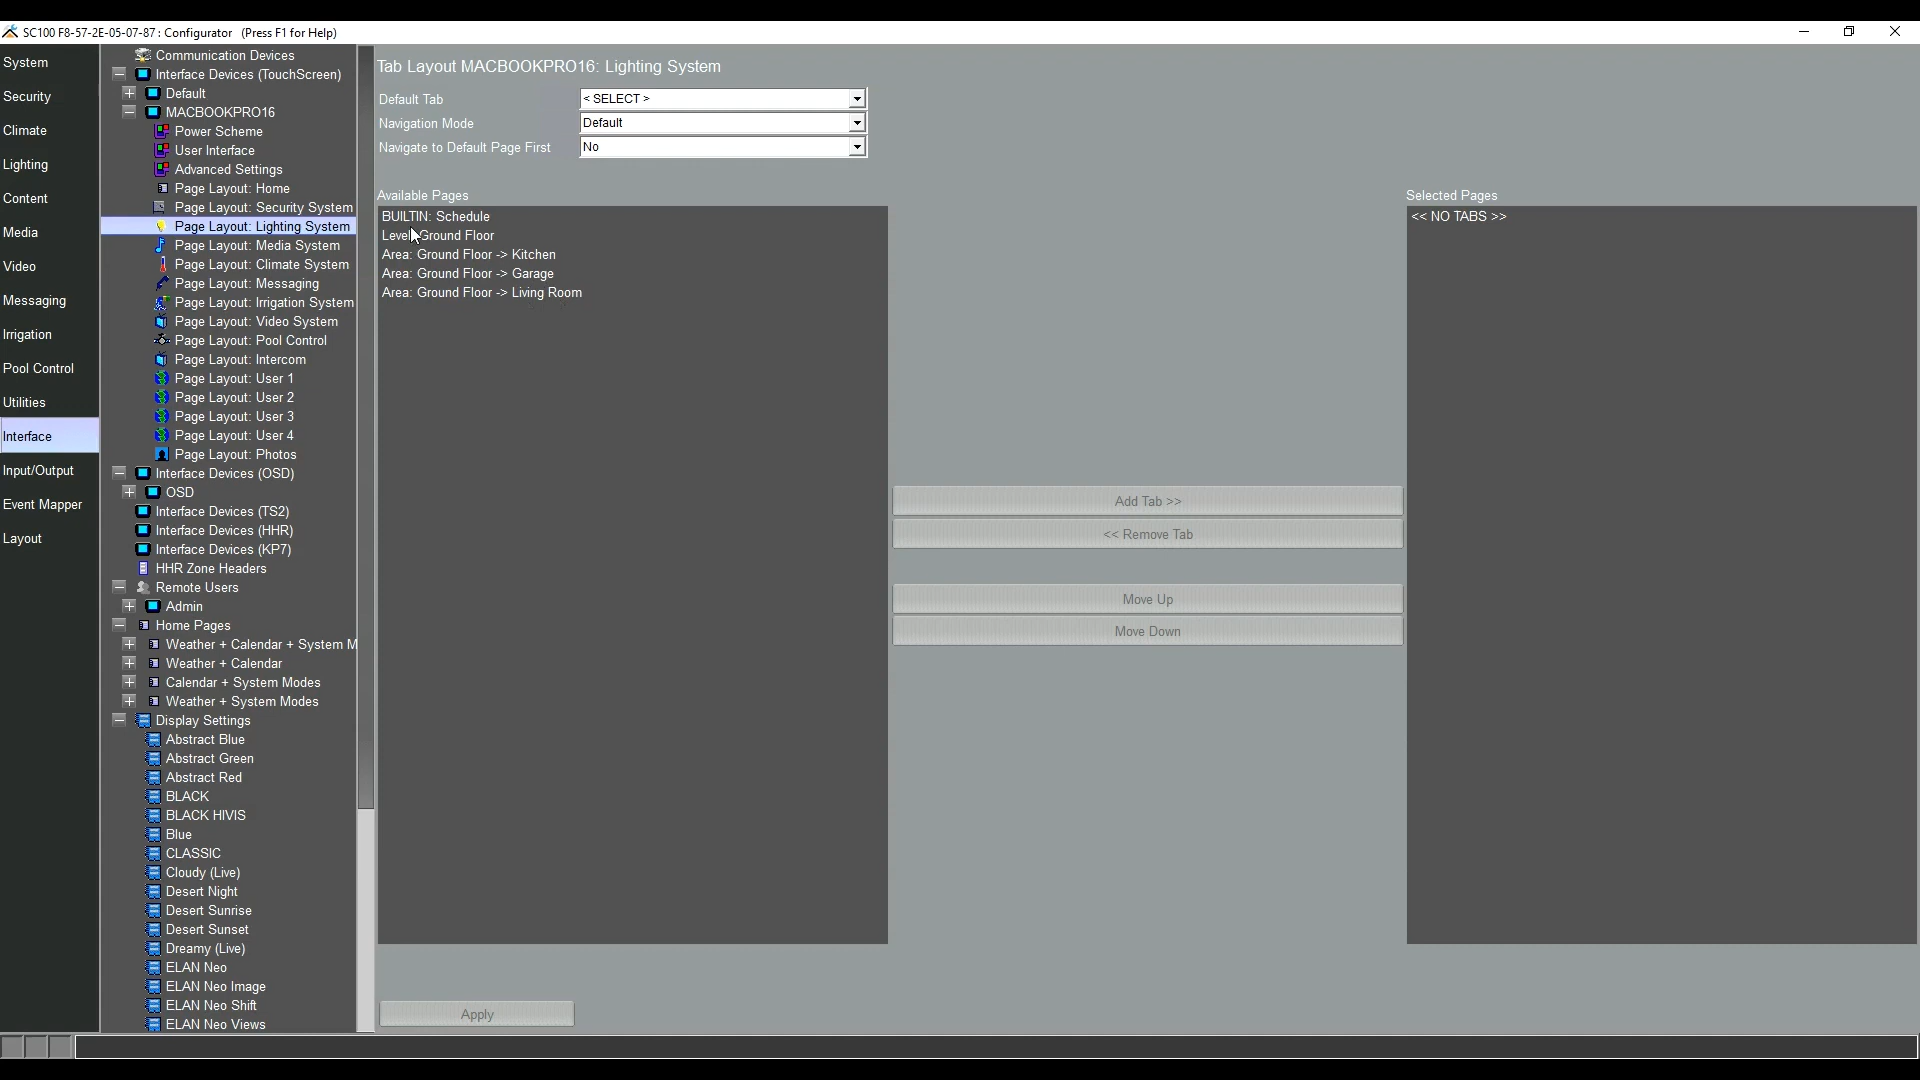 SC100 F8-57-2E-05-07-87 : Configurator (Press F1 for Help)
System
Security
Climate
Lighting
Content
Media
Video
Messaging
Irrigation
Pool Control
Utilities
Interface
Input/Output
Event Mapper
Layout
Communication Devices
Interface Devices (TouchScreen)
Default
MACBOOKPRO16
Power Scheme
User Interface
Advanced Settings
Page Layout: Home
Page Layout: Security System
Page Layout: Lighting System
Page Layout: Media System
Page Layout: Climate System
Page Layout: Messaging
Page Layout: Irrigation System
Page Layout: Video System
Page Layout: Pool Control
Page Layout: Intercom
Page Layout: User 1
Page Layout: User 2
Page Layout: User 3
Page Layout: User 4
Page Layout: Photos
Interface Devices (OSD)
OSD
Interface Devices (TS2)
Interface Devices (HHR)
Interface Devices (KP7)
HHR Zone Headers
Remote Users
Admin
Home Pages
Weather + Calendar + System M
Weather + Calendar
Calendar + System Modes
Weather + System Modes
Display Settings
Abstract Blue
Abstract Green
Abstract Red
BLACK
BLACK HIVIS
Blue
CLASSIC
Cloudy (Live)
Desert Night
Desert Sunrise
Desert Sunset
Dreamy (Live)
ELAN Neo
ELAN Neo Image
ELAN Neo Shift
ELAN Neo Views
Tab Layout MACBOOKPRO16: Lighting System
Default Tab
< SELECT >
Navigation Mode
Default
Navigate to Default Page First
No
Available Pages
BUILTIN: Schedule
Level: Ground Floor
Area: Ground Floor -> Kitchen
Area: Ground Floor -> Garage
Area: Ground Floor -> Living Room
Add Tab >>
<< Remove Tab
Move Up
Move Down
Selected Pages
<< NO TABS >>
Apply